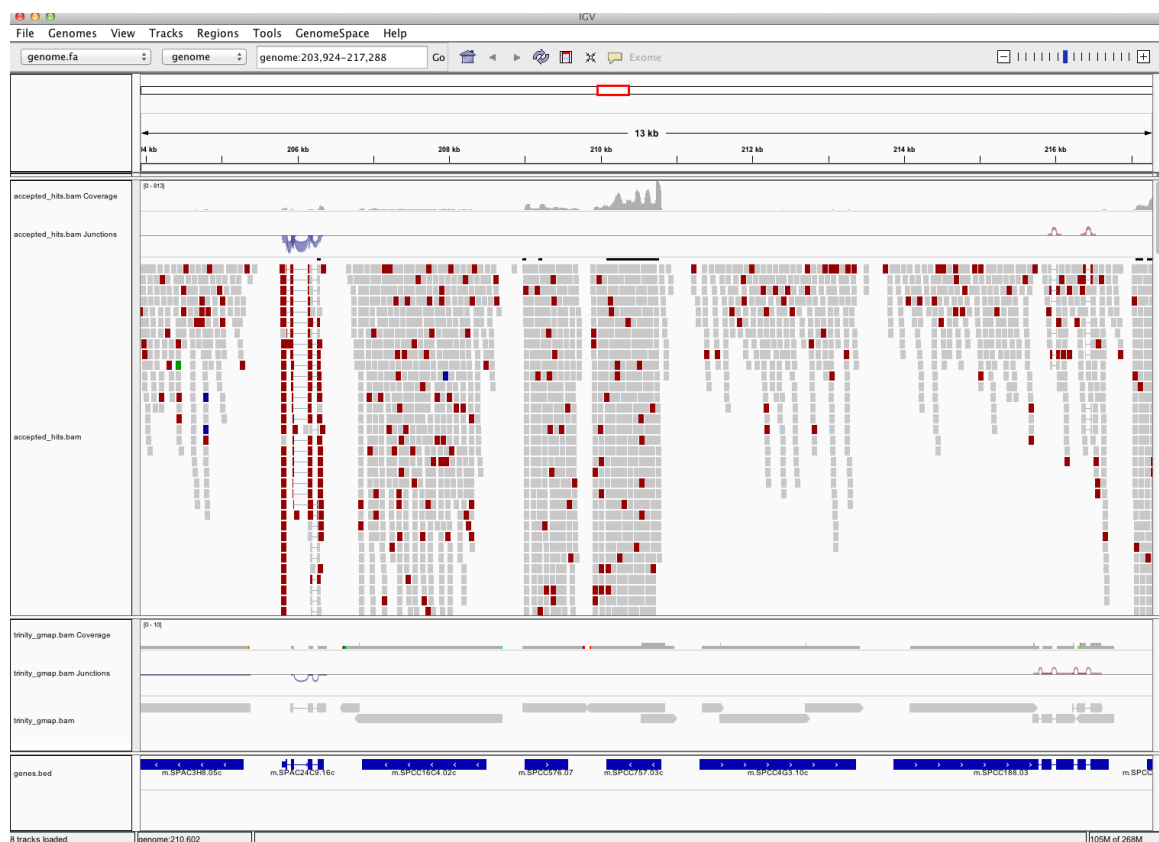 IGV
File Genomes View Tracks Regions Tools GenomeSpace Help
genome.fa genome genome:203,924-217,288 Go Exome
13 kb
4 kb 206 kb 208 kb 210 kb 212 kb 214 kb 216 kb
[0 - 813]
accepted_hits.bam Coverage
accepted_hits.bam Junctions
accepted_hits.bam
[0 - 10]
trinity_gmap.bam Coverage
trinity_gmap.bam Junctions
trinity_gmap.bam
genes.bed
m.SPAC3H8.05c m.SPAC24C9.16c m.SPCC16C4.02c m.SPCC576.07 m.SPCC757.03c m.SPCC4G3.10c m.SPCC188.03 m.SPCC
8 tracks loaded genome:210,602 105M of 268M